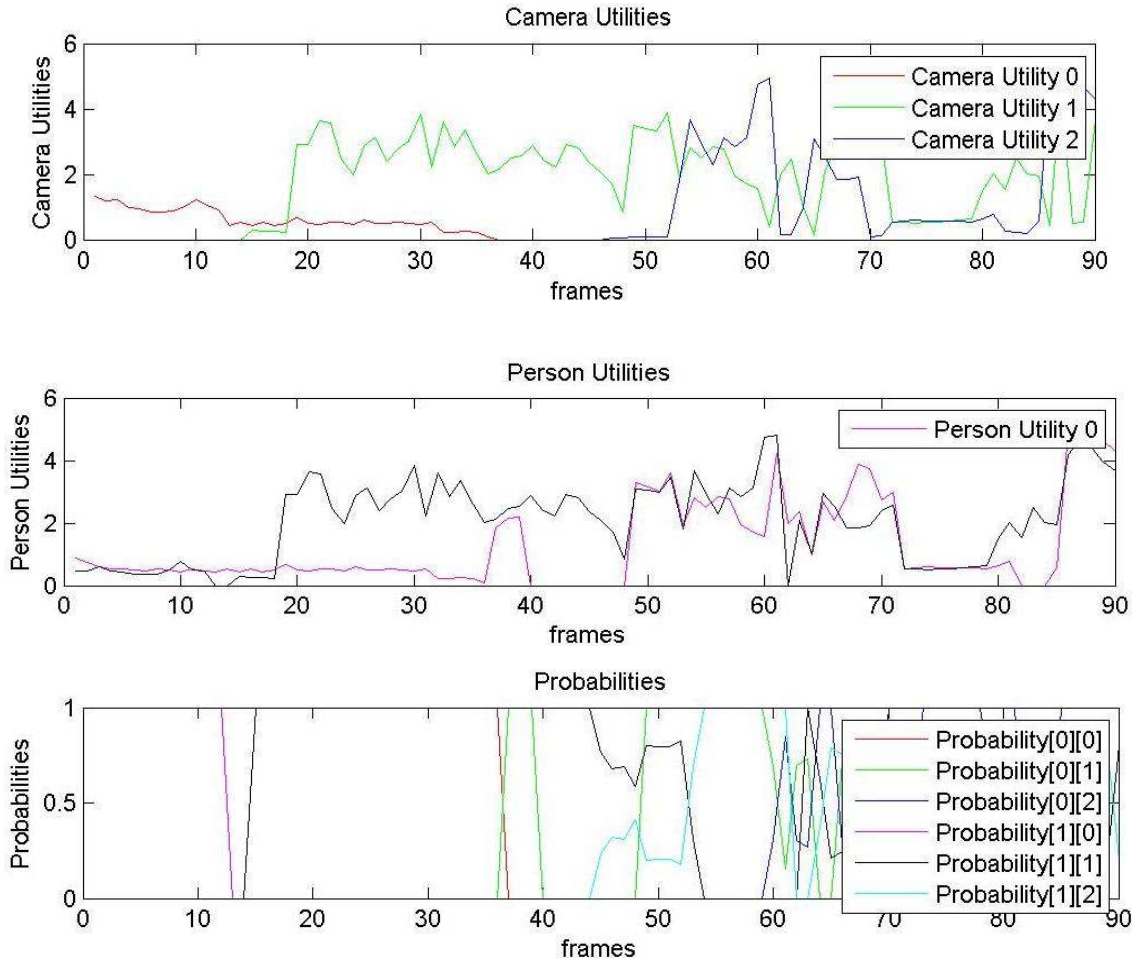 Camera Utilities
Camera Utilities
6
4
2
0
Camera Utility 0
Camera Utility 1
Camera Utility 2
0 10 20 30 40 50 60 70 80 90
frames
Person Utilities
Person Utilities
6
4
2
0
Person Utility 0
0 10 20 30 40 50 60 70 80 90
frames
Probabilities
Probabilities
1
0.5
0
Probability[0][0]
Probability[0][1]
Probability[0][2]
Probability[1][0]
Probability[1][1]
Probability[1][2]
0 10 20 30 40 50 60 70 80 90
frames